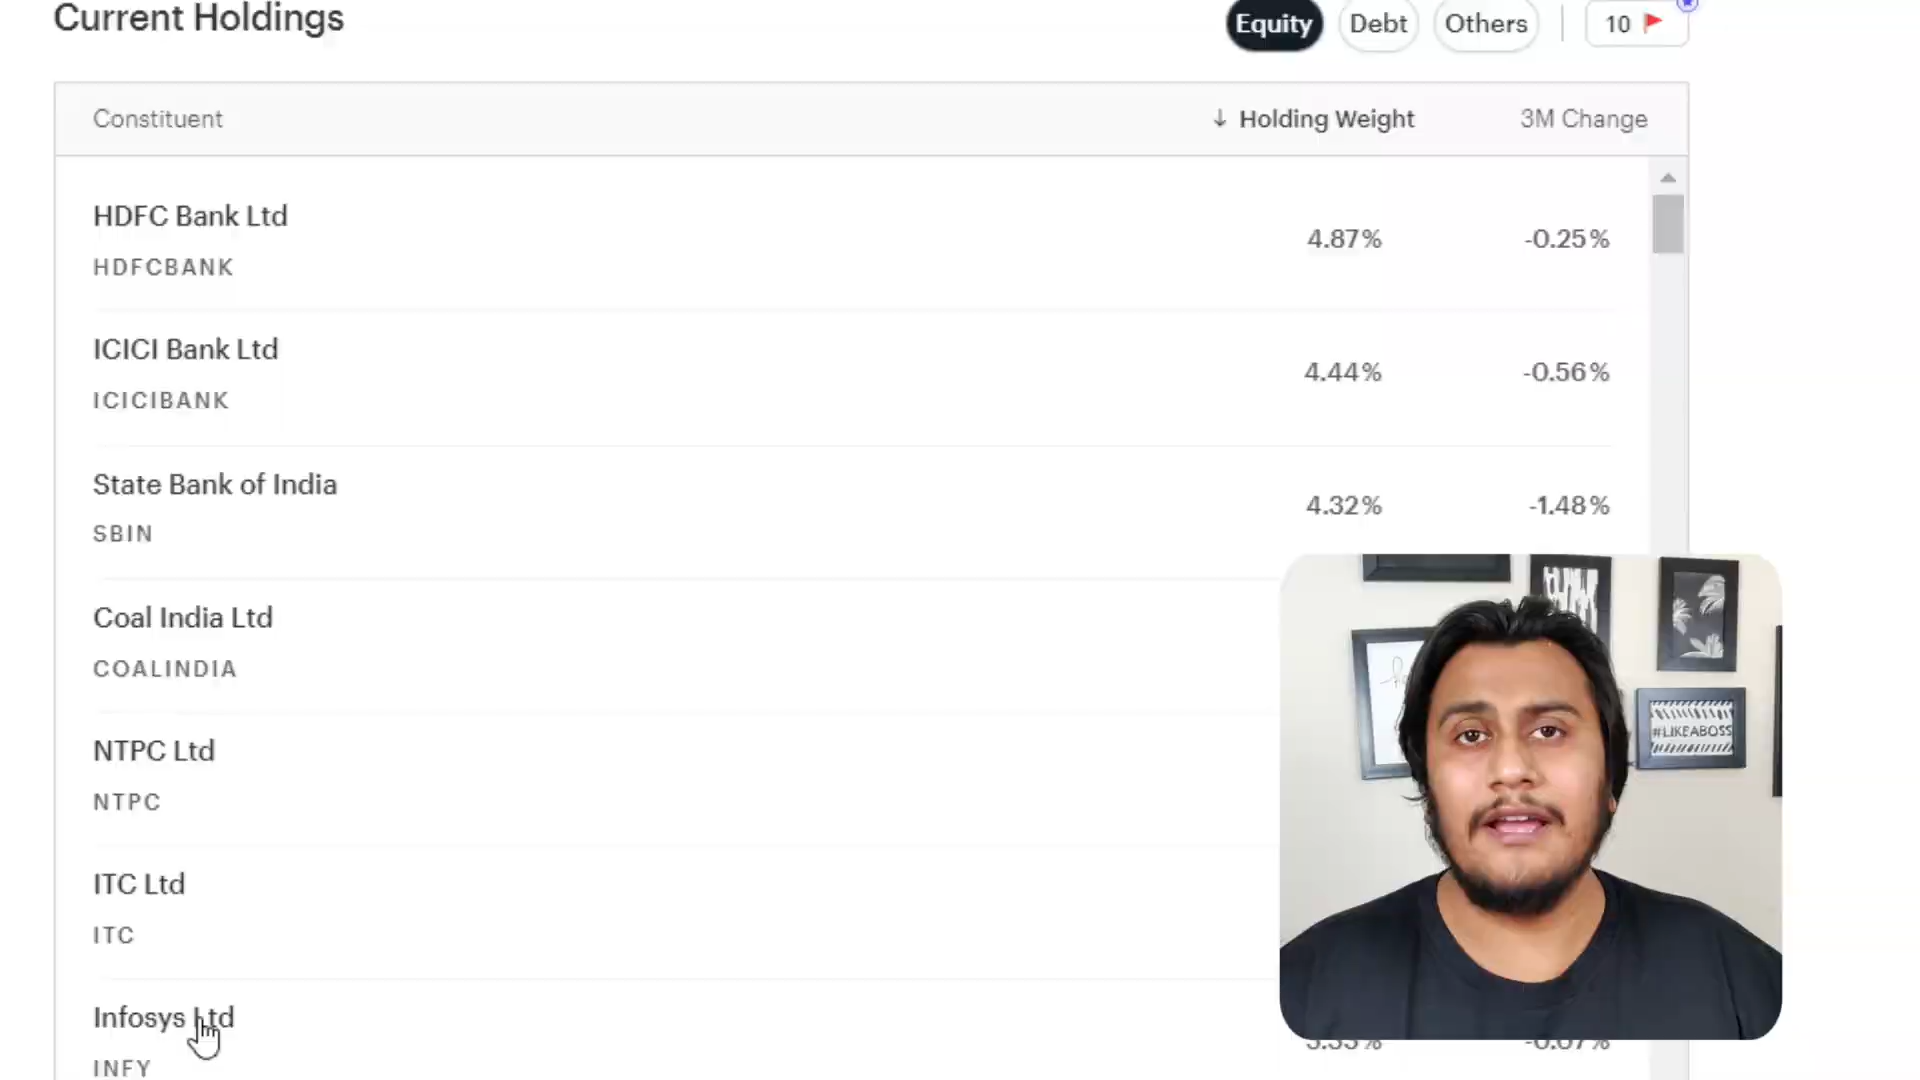 Current Holdings
Equity Debt Others 10
Constituent Holding Weight 3M Change
HDFC Bank Ltd
4.87% -0.25%
HDFCBANK
ICICI Bank Ltd
4.44% -0.56%
ICICIBANK
State Bank of India
4.32% -1.48%
SBIN
Coal India Ltd
COALINDIA
NTPC Ltd
NTPC
ITC Ltd
ITC
#LIKEABOSS
Infosys Ltd
-0.07%
INFY